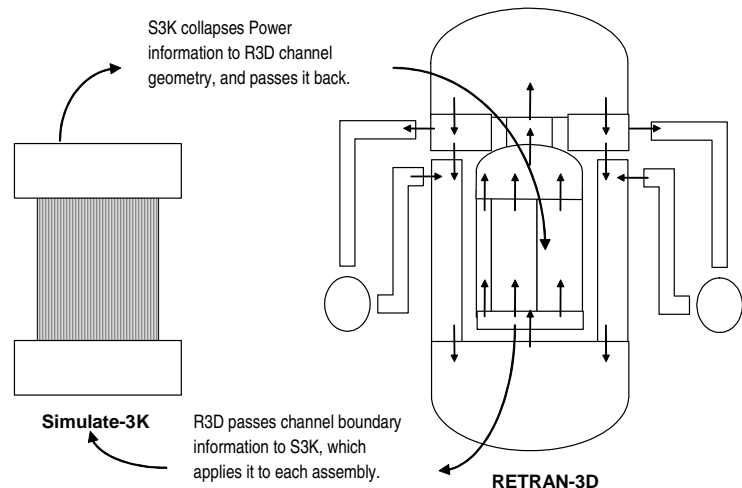 S3K collapses Power
information to R3D channel
geometry, and passes it back.
Simulate-3K
R3D passes channel boundary
information to S3K, which
applies it to each assembly.
RETRAN-3D